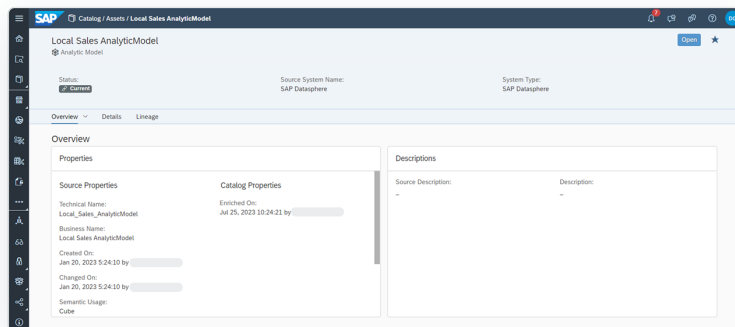 SAP
Catalog / Assets / Local Sales AnalyticModel
7
DC
Local Sales AnalyticModel
Analytic Model
Open
Status:
Current
Source System Name:
SAP Datasphere
System Type:
SAP Datasphere
Overview
Details
Lineage
Overview
Properties
Source Properties
Technical Name:
Local_Sales_AnalyticModel
Business Name:
Local Sales AnalyticModel
Created On:
Jan 20, 2023 5:24:10 by
Changed On:
Jan 20, 2023 5:24:10 by
Semantic Usage:
Cube
Catalog Properties
Enriched On:
Jul 25, 2023 10:24:21 by
Descriptions
Source Description:
–
Description:
–